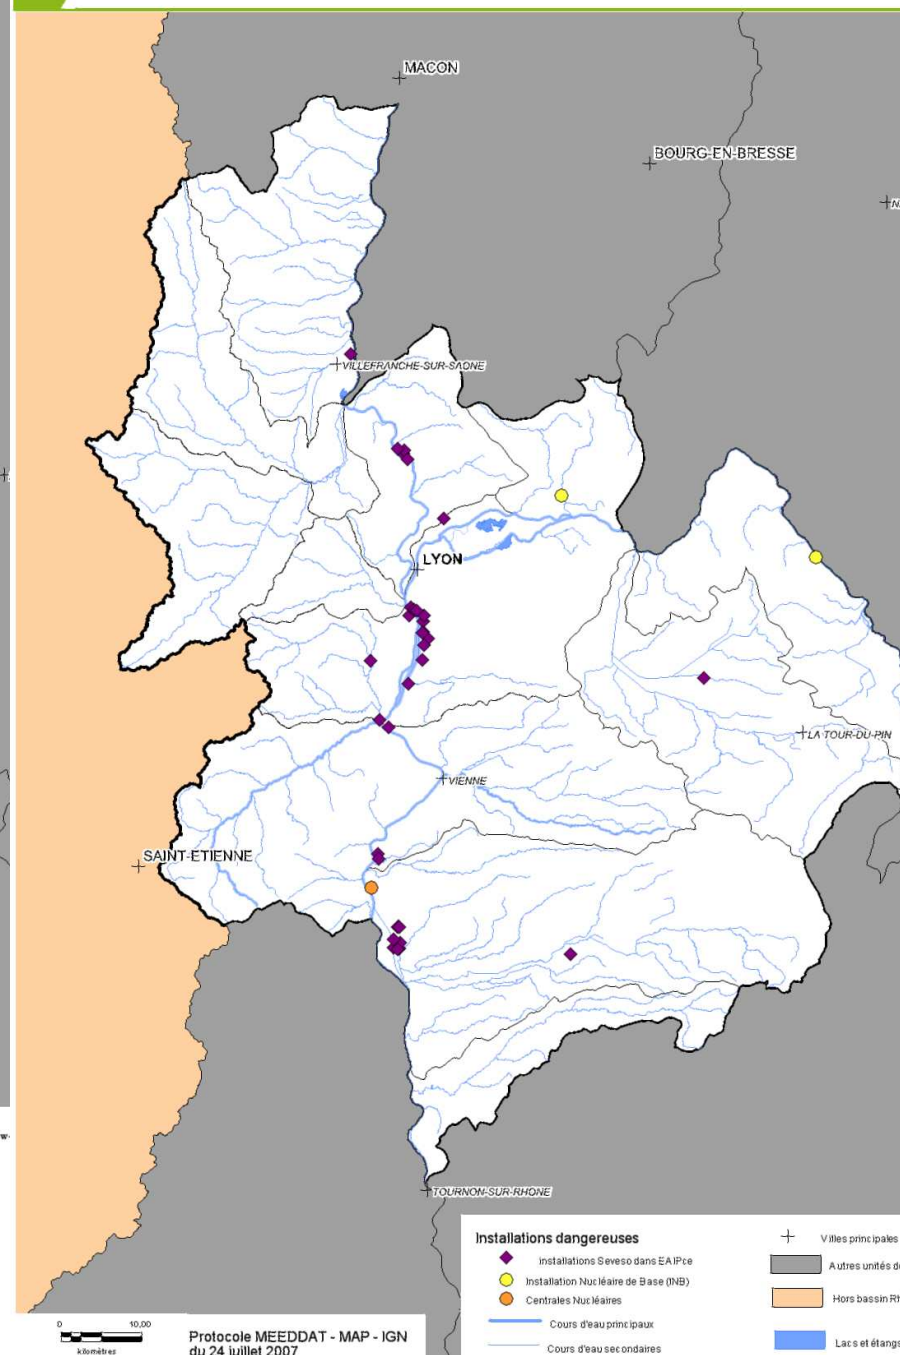 MACON
BOURG-EN-BRESSE
N
VILLEFRANCHE-SUR-SAONE
LYON
LA TOUR-DU-PIN
VIENNE
SAINT-ETIENNE
TOURNON-SUR-RHONE
Installations dangereuses
Installations Seveso dans EAIPce
Installation Nucléaire de Base (INB)
Centrales Nucléaires
Cours d'eau principaux
Cours d'eau secondaires
Villes principales
Autres unités de
Hors bassin Rh
Lacs et étangs
0 10,00
kilomètres
Protocole MEEDDAT - MAP - IGN
du 24 juillet 2007